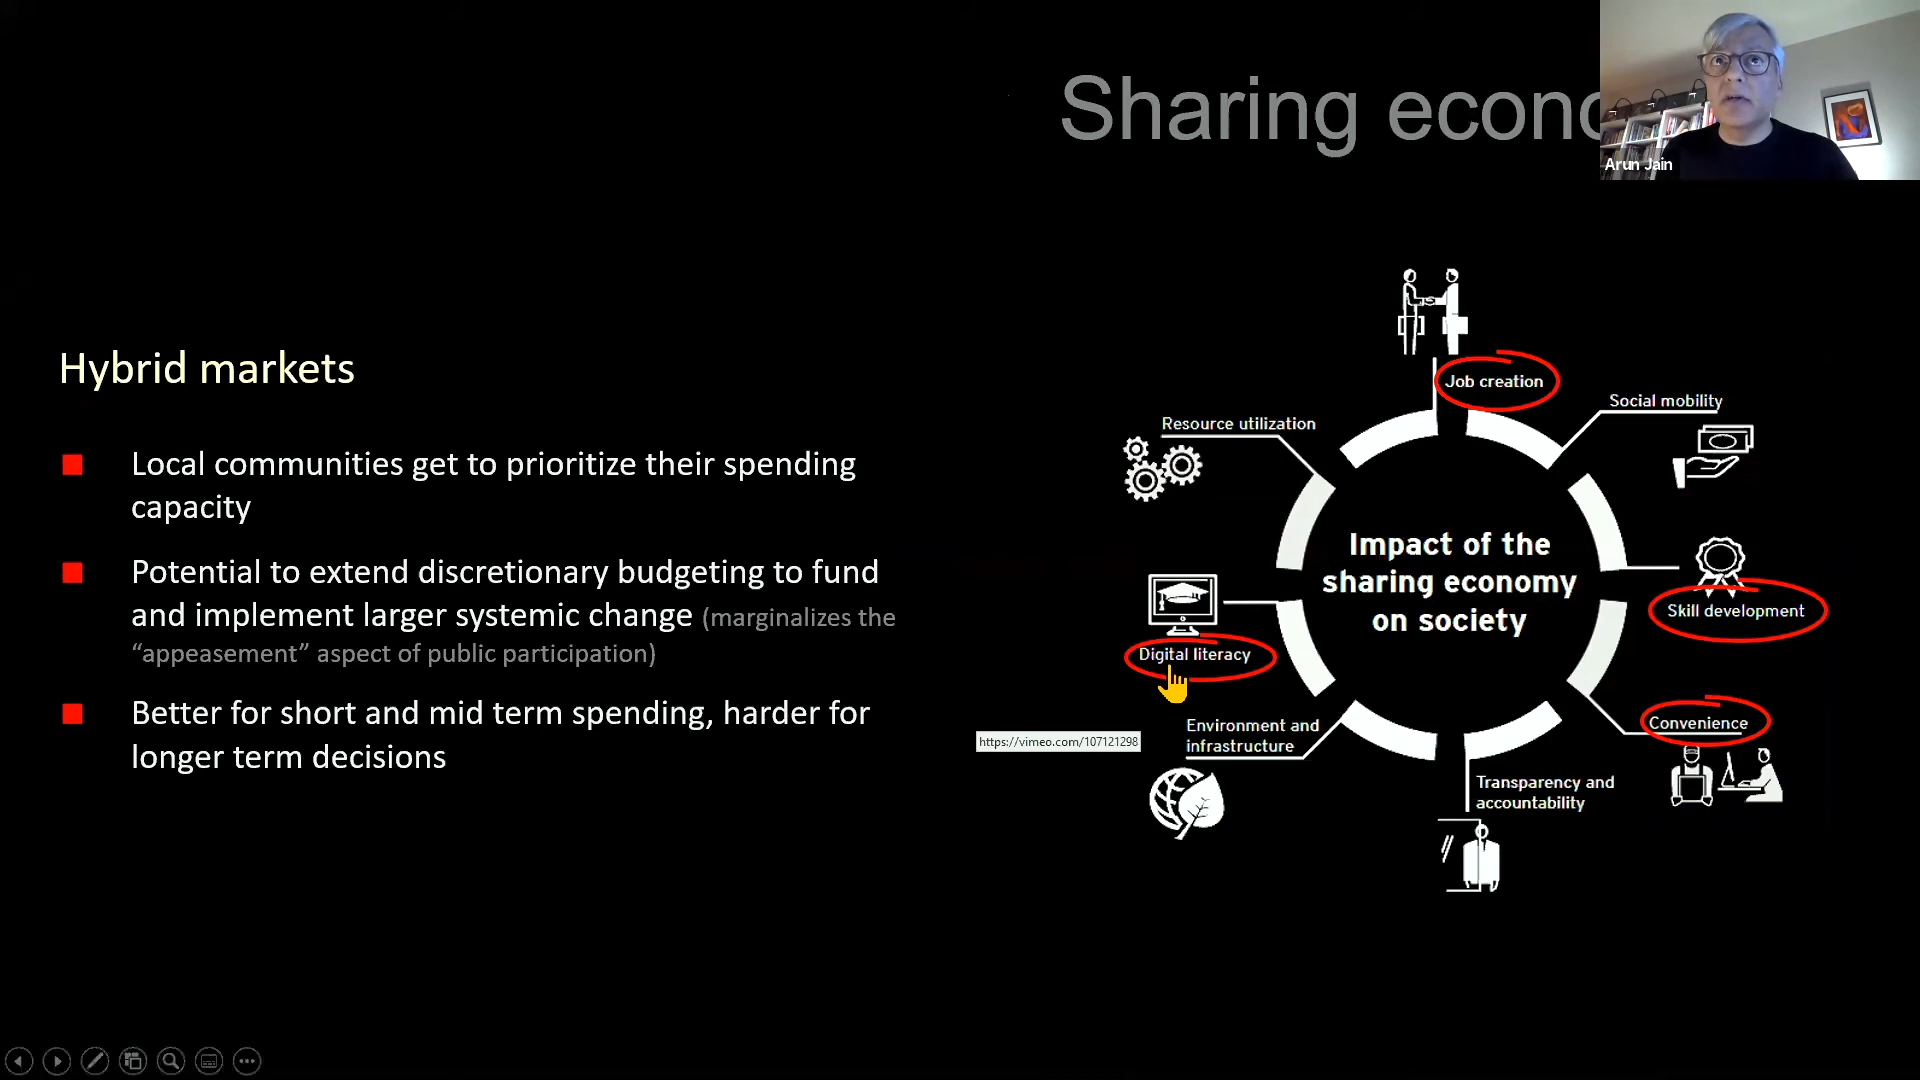 Sharing econo
Arun Jain
Hybrid markets
Local communities get to prioritize their spending
capacity
Potential to extend discretionary budgeting to fund
and implement larger systemic change (marginalizes the
“appeasement” aspect of public participation)
Better for short and mid term spending, harder for
longer term decisions
Job creation
Social mobility
Resource utilization
Impact of the
sharing economy
on society
Skill development
Digital literacy
Convenience
Environment and
infrastructure
https://vimeo.com/107121298
Transparency and
accountability